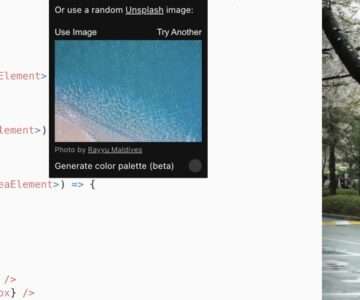 Or use a random Unsplash image:
Use Image Try Another
Element>
Photo by Rayyu Maldives
lement>)
Generate color palette (beta)
eaElement>) => {
/>
ox} />